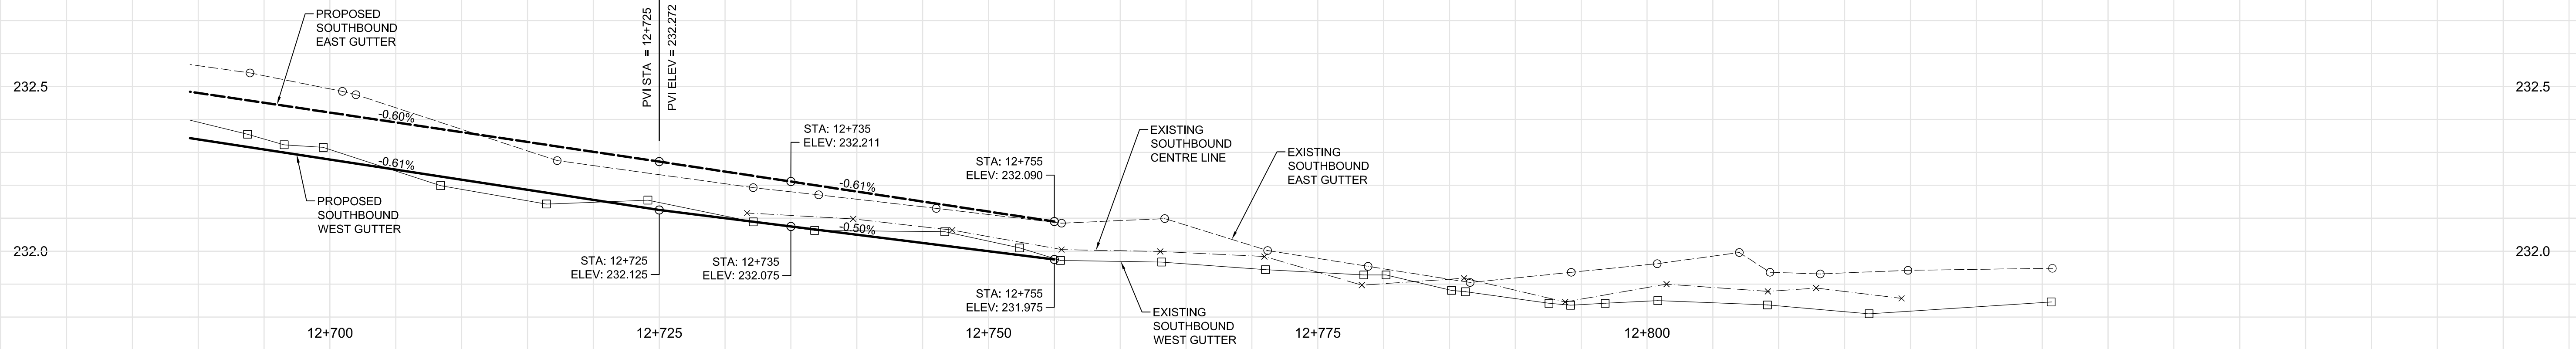 PROPOSED
SOUTHBOUND
EAST GUTTER
PVI STA = 12+725
PVI ELEV = 232.272
232.5
232.5
-0.60%
STA: 12+735
ELEV: 232.211
EXISTING
SOUTHBOUND
CENTRE LINE
EXISTING
SOUTHBOUND
EAST GUTTER
STA: 12+755
ELEV: 232.090
-0.61%
-0.61%
PROPOSED
SOUTHBOUND
WEST GUTTER
-0.50%
232.0
232.0
STA: 12+725
ELEV: 232.125
STA: 12+735
ELEV: 232.075
STA: 12+755
ELEV: 231.975
EXISTING
SOUTHBOUND
WEST GUTTER
12+700
12+725
12+750
12+775
12+800